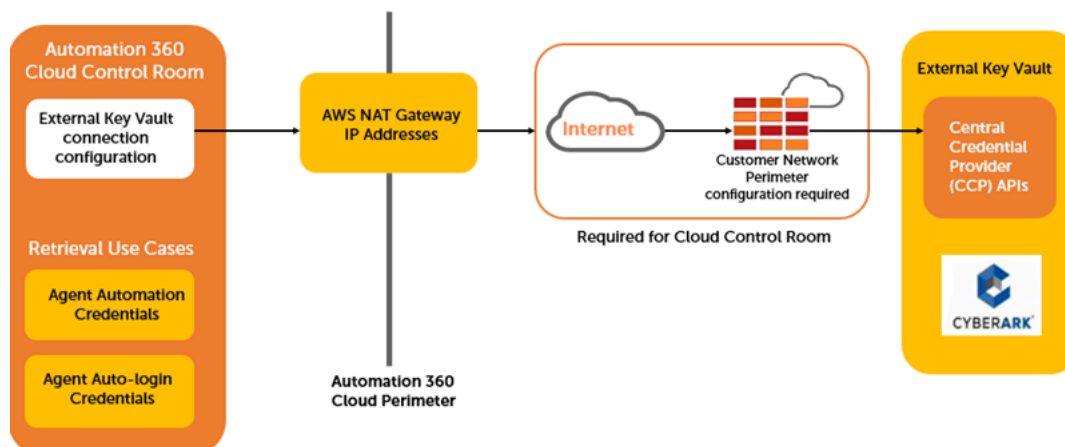 Automation 360
Cloud Control Room
External Key Vault
connection
configuration
Retrieval Use Cases
Agent Automation
Credentials
Agent Auto-login
Credentials
AWS NAT Gateway
IP Addresses
Automation 360
Cloud Perimeter
Internet
Customer Network
Perimeter
configuration required
Required for Cloud Control Room
External Key Vault
Central
Credential
Provider
(CCP) APIs
CYBERARK®